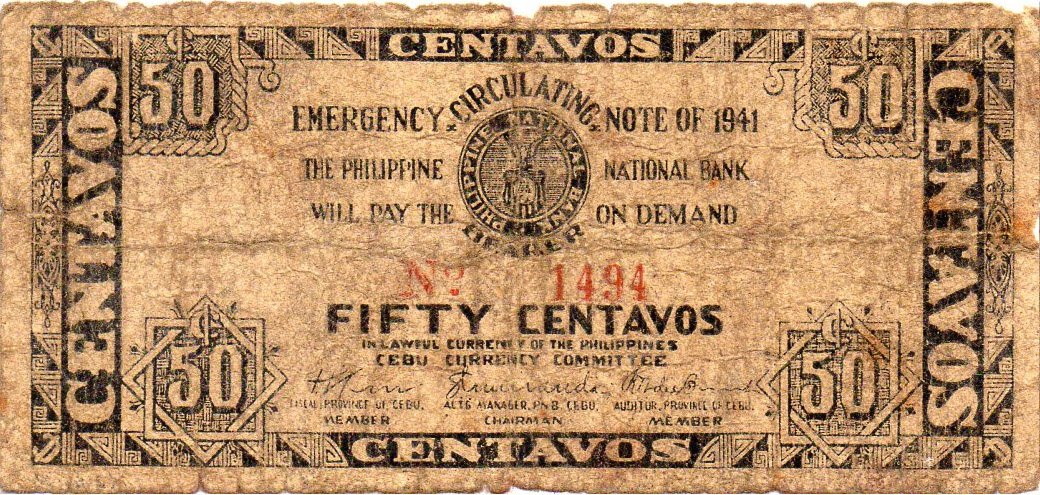 CENTAVOS
50 50
CIRCULATING
EMERGENCY NOTE OF 1941
THE PHILIPPINE NATIONAL BANK
WILL PAY THE BEARER ON DEMAND
No 1494
FIFTY CENTAVOS
IN LAWFUL CURRENCY OF THE PHILIPPINES
CEBU CURRENCY COMMITTEE
FISCAL, PROVINCE OF CEBU. ACTG MANAGER, P.N.B. CEBU. AUDITOR, PROVINCE OF CEBU.
MEMBER CHAIRMAN MEMBER
50 50
CENTAVOS
CENTAVOS
CENTAVOS